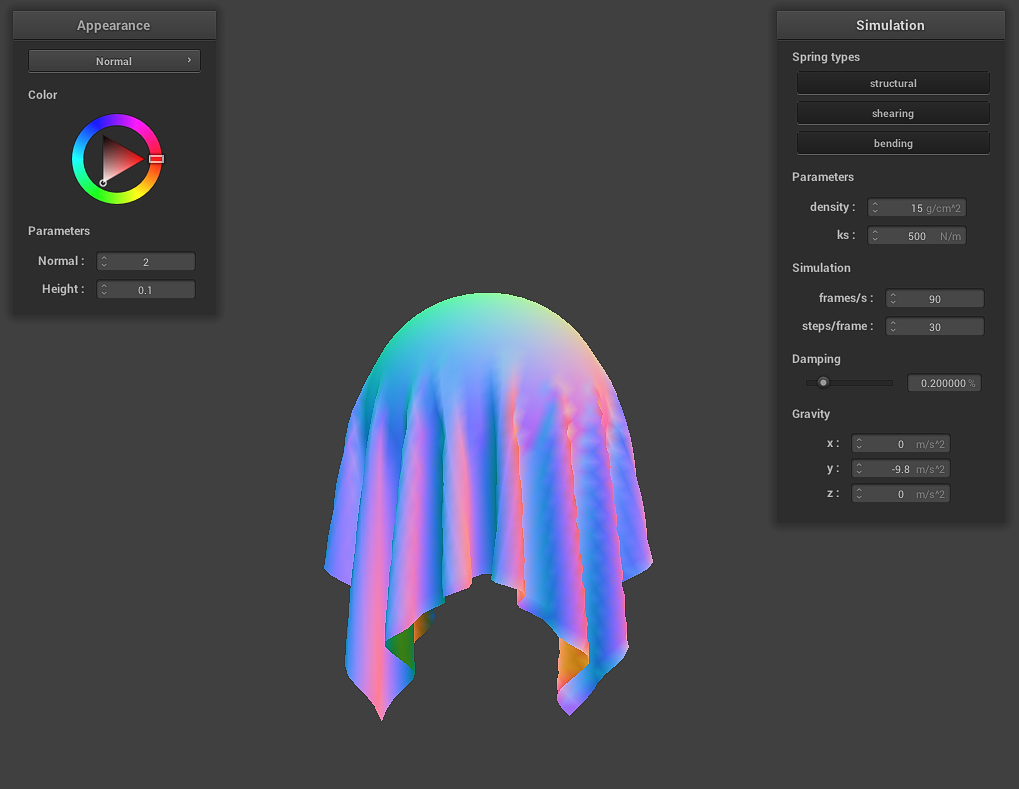 Appearance
Normal
Color
Parameters
Normal : 2
Height : 0.1
Simulation
Spring types
structural
shearing
bending
Parameters
density : 15 g/cm^2
ks : 500 N/m
Simulation
frames/s : 90
steps/frame : 30
Damping
0.200000 %
Gravity
x : 0 m/s^2
y : -9.8 m/s^2
z : 0 m/s^2